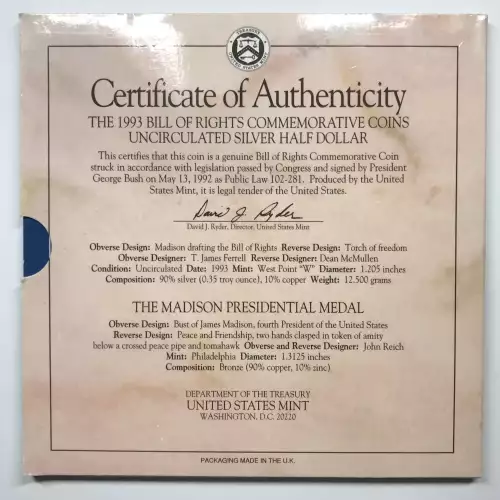 Certificate of Authenticity
THE 1993 BILL OF RIGHTS COMMEMORATIVE COINS
UNCIRCULATED SILVER HALF DOLLAR
This certifies that this coin is a genuine Bill of Rights Commemorative Coin
struck in accordance with legislation passed by Congress and signed by President
George Bush on May 13, 1992 as Public Law 102-281. Produced by the United
States Mint, it is legal tender of the United States.
David J. Ryder
David J. Ryder, Director, United States Mint
Obverse Design: Madison drafting the Bill of Rights Reverse Design: Torch of freedom
Obverse Designer: T. James Ferrell Reverse Designer: Dean McMullen
Condition: Uncirculated Date: 1993 Mint: West Point "W" Diameter: 1.205 inches
Composition: 90% silver (0.35 troy ounce), 10% copper Weight: 12.500 grams
THE MADISON PRESIDENTIAL MEDAL
Obverse Design: Bust of James Madison, fourth President of the United States
Reverse Design: Peace and Friendship, two hands clasped in token of amity
below a crossed peace pipe and tomahawk Obverse and Reverse Designer: John Reich
Mint: Philadelphia Diameter: 1.3125 inches
Composition: Bronze (90% copper, 10% zinc)
DEPARTMENT OF THE TREASURY
UNITED STATES MINT
WASHINGTON, D.C. 20220
PACKAGING MADE IN THE U.K.